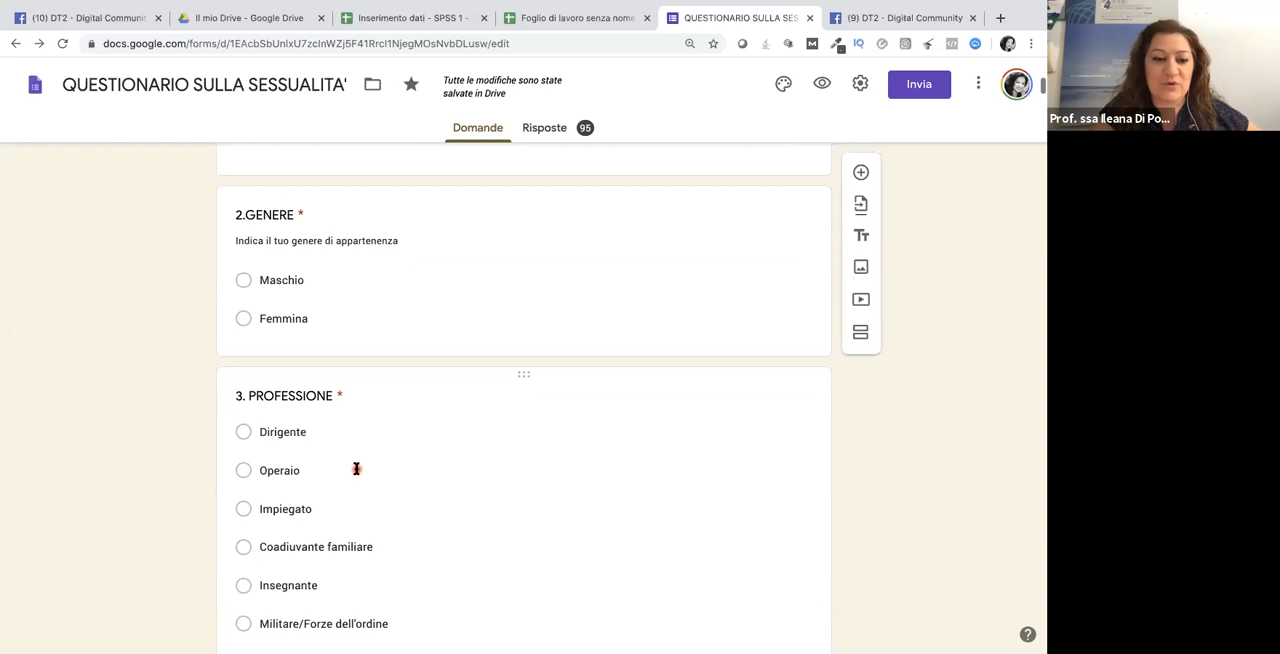 (10) DT2 · Digital Communi
Il mio Drive - Google Drive
Inserimento dati - SPSS 1 -
Foglio di lavoro senza nome
QUESTIONARIO SULLA SES
(9) DT2 · Digital Community
docs.google.com/forms/d/1EAcbSbUnIxU7zcInWZj5F41Rrcl1NjegMOsNvbDLusw/edit
QUESTIONARIO SULLA SESSUALITA'
Tutte le modifiche sono state
salvate in Drive
Invia
Prof. ssa Ileana Di Po...
Domande
Risposte 95
2.GENERE *
Indica il tuo genere di appartenenza
Maschio
Femmina
3. PROFESSIONE *
Dirigente
Operaio
Impiegato
Coadiuvante familiare
Insegnante
Militare/Forze dell'ordine